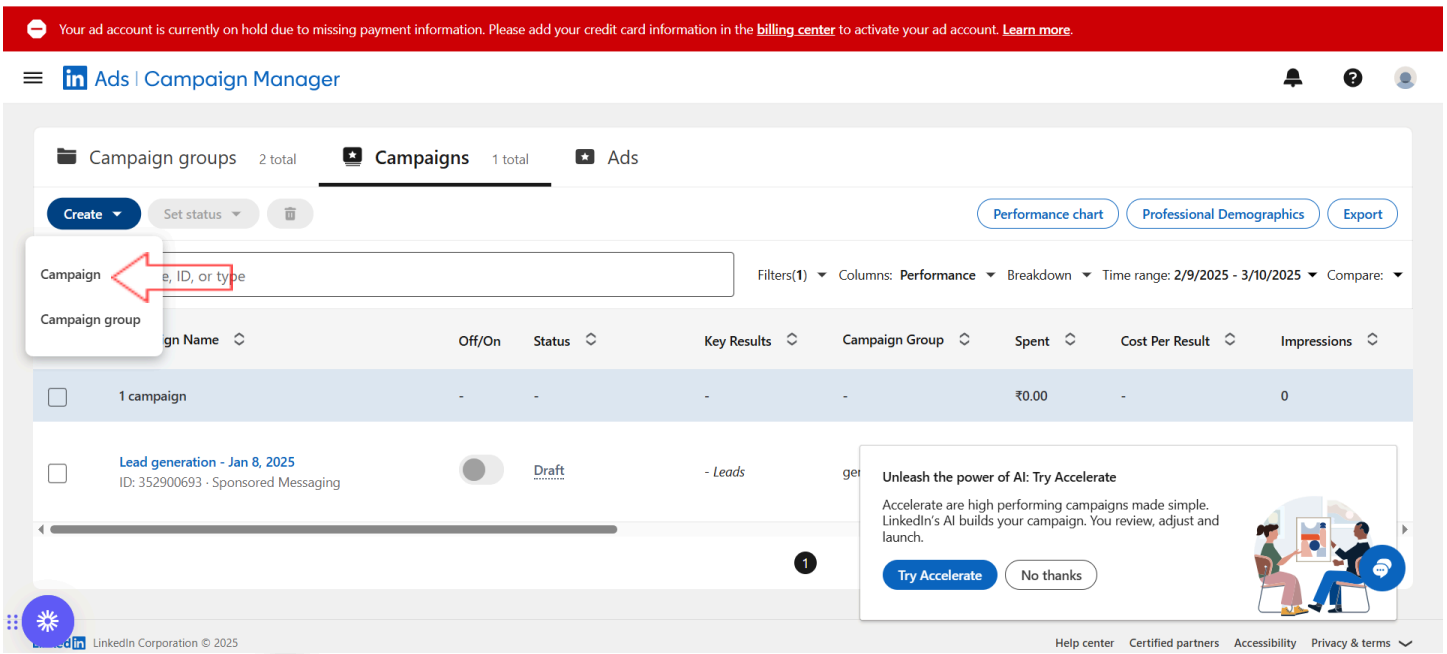 Your ad account is currently on hold due to missing payment information. Please add your credit card information in the billing center to activate your ad account. Learn more.
in Ads | Campaign Manager
Campaign groups 2 total Campaigns 1 total Ads
Create Set status Performance chart Professional Demographics Export
Campaign
e, ID, or type
Filters(1) Columns: Performance Breakdown Time range: 2/9/2025 - 3/10/2025 Compare:
Campaign group
gn Name Off/On Status Key Results Campaign Group Spent Cost Per Result Impressions
1 campaign - - - - ₹0.00 - 0
Lead generation - Jan 8, 2025
ID: 352900693 · Sponsored Messaging
Draft - Leads
Unleash the power of AI: Try Accelerate
Accelerate are high performing campaigns made simple.
LinkedIn's AI builds your campaign. You review, adjust and
launch.
Try Accelerate No thanks
1
LinkedIn Corporation © 2025
Help center Certified partners Accessibility Privacy & terms